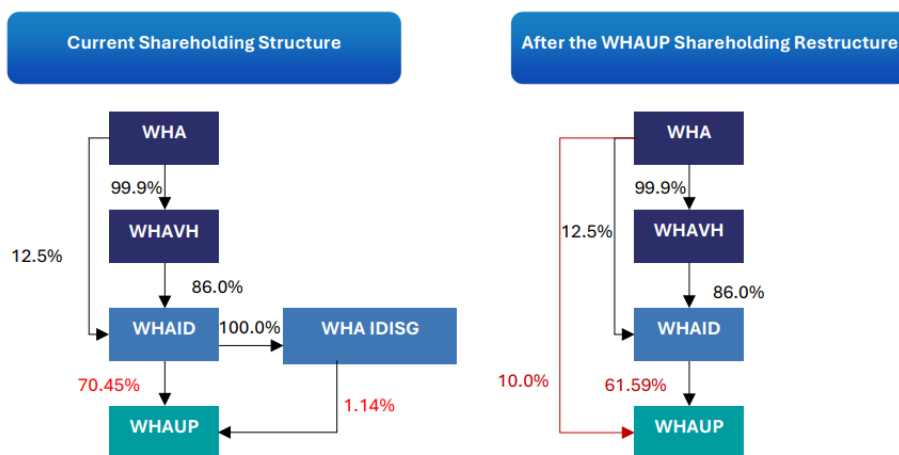 Current Shareholding Structure
WHA
99.9%
WHAVH
12.5%
86.0%
WHAID
100.0%
WHA IDISG
70.45%
1.14%
WHAUP
After the WHAUP Shareholding Restructure
WHA
99.9%
WHAVH
12.5%
86.0%
WHAID
10.0%
61.59%
WHAUP